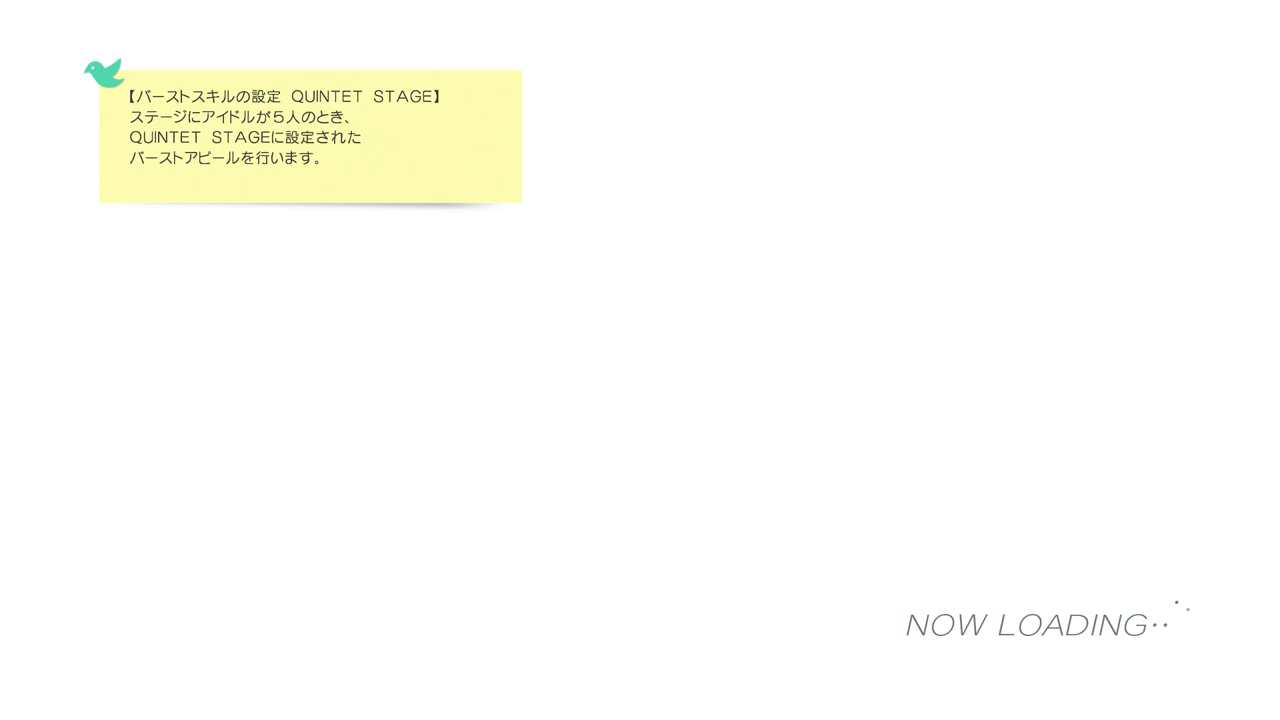 【バーストスキルの設定 QUINTET STAGE】
ステージにアイドルが５人のとき、
QUINTET STAGEに設定された
バーストアピールを行います。
NOW LOADING